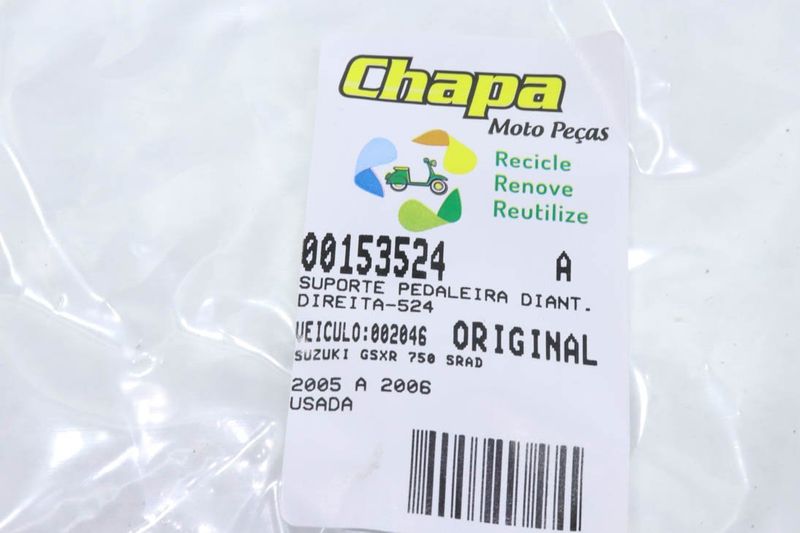 Chapa
Moto Peças
Recicle
Renove
Reutilize
00153524 A
SUPORTE PEDALEIRA DIANT.
DIREITA-524
VEICULO:002046 ORIGINAL
SUZUKI GSXR 750 SRAD
2005 A 2006
USADA